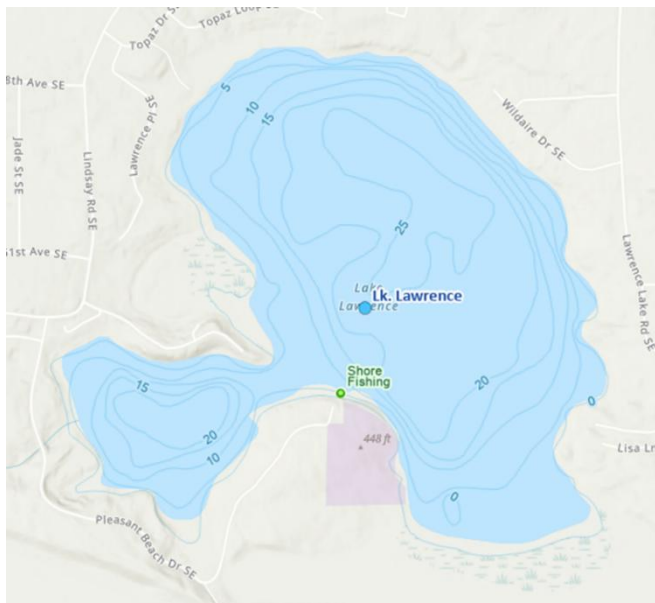 Topaz Dr SE
Topaz Loop SE
5
8th Ave SE
10
15
Wildaire Dr SE
Lawrence Pl SE
Jade St SE
Lindsay Rd SE
25
51st Ave SE
Lawrence Lake Rd SE
Lake
Lawrence
Lk. Lawrence
Shore
Fishing
15
20
0
20
10
448 ft
Lisa Ln
0
Pleasant Beach Dr SE